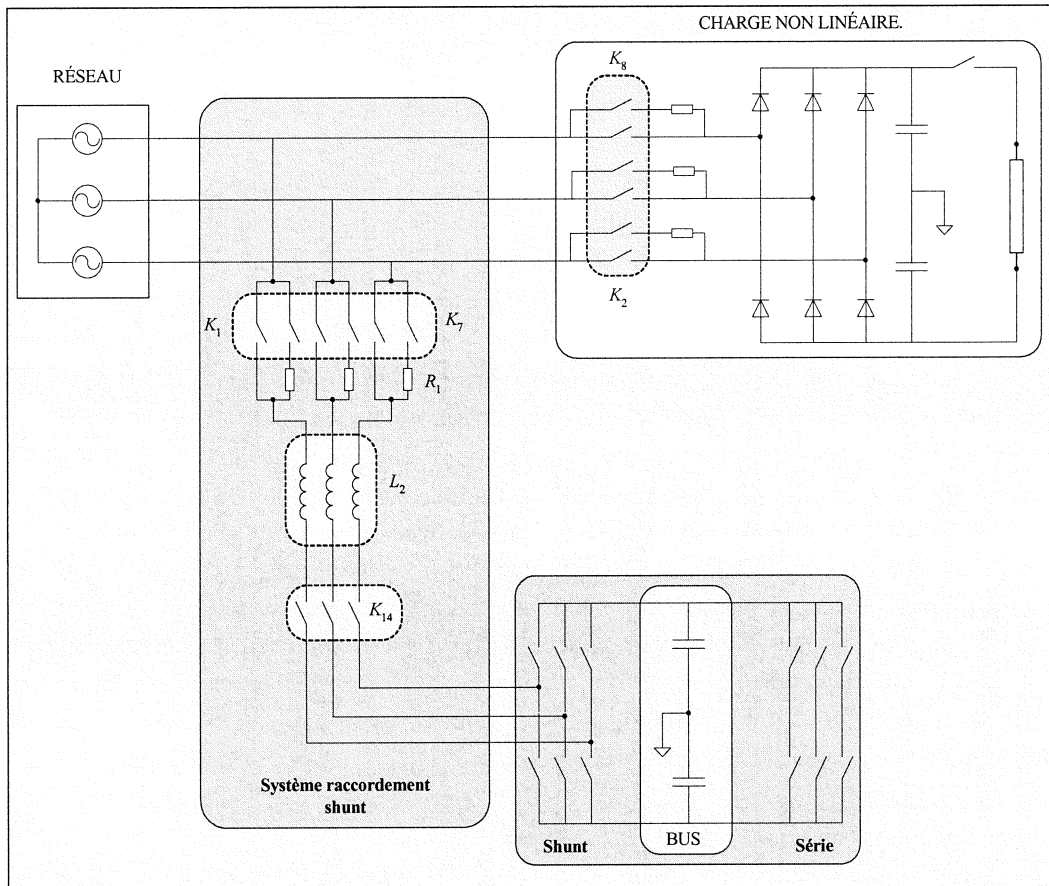 CHARGE NON LINÉAIRE.
RÉSEAU
K8
K2
K1
K7
R1
L2
K14
Système raccordement
shunt
Shunt
BUS
Série